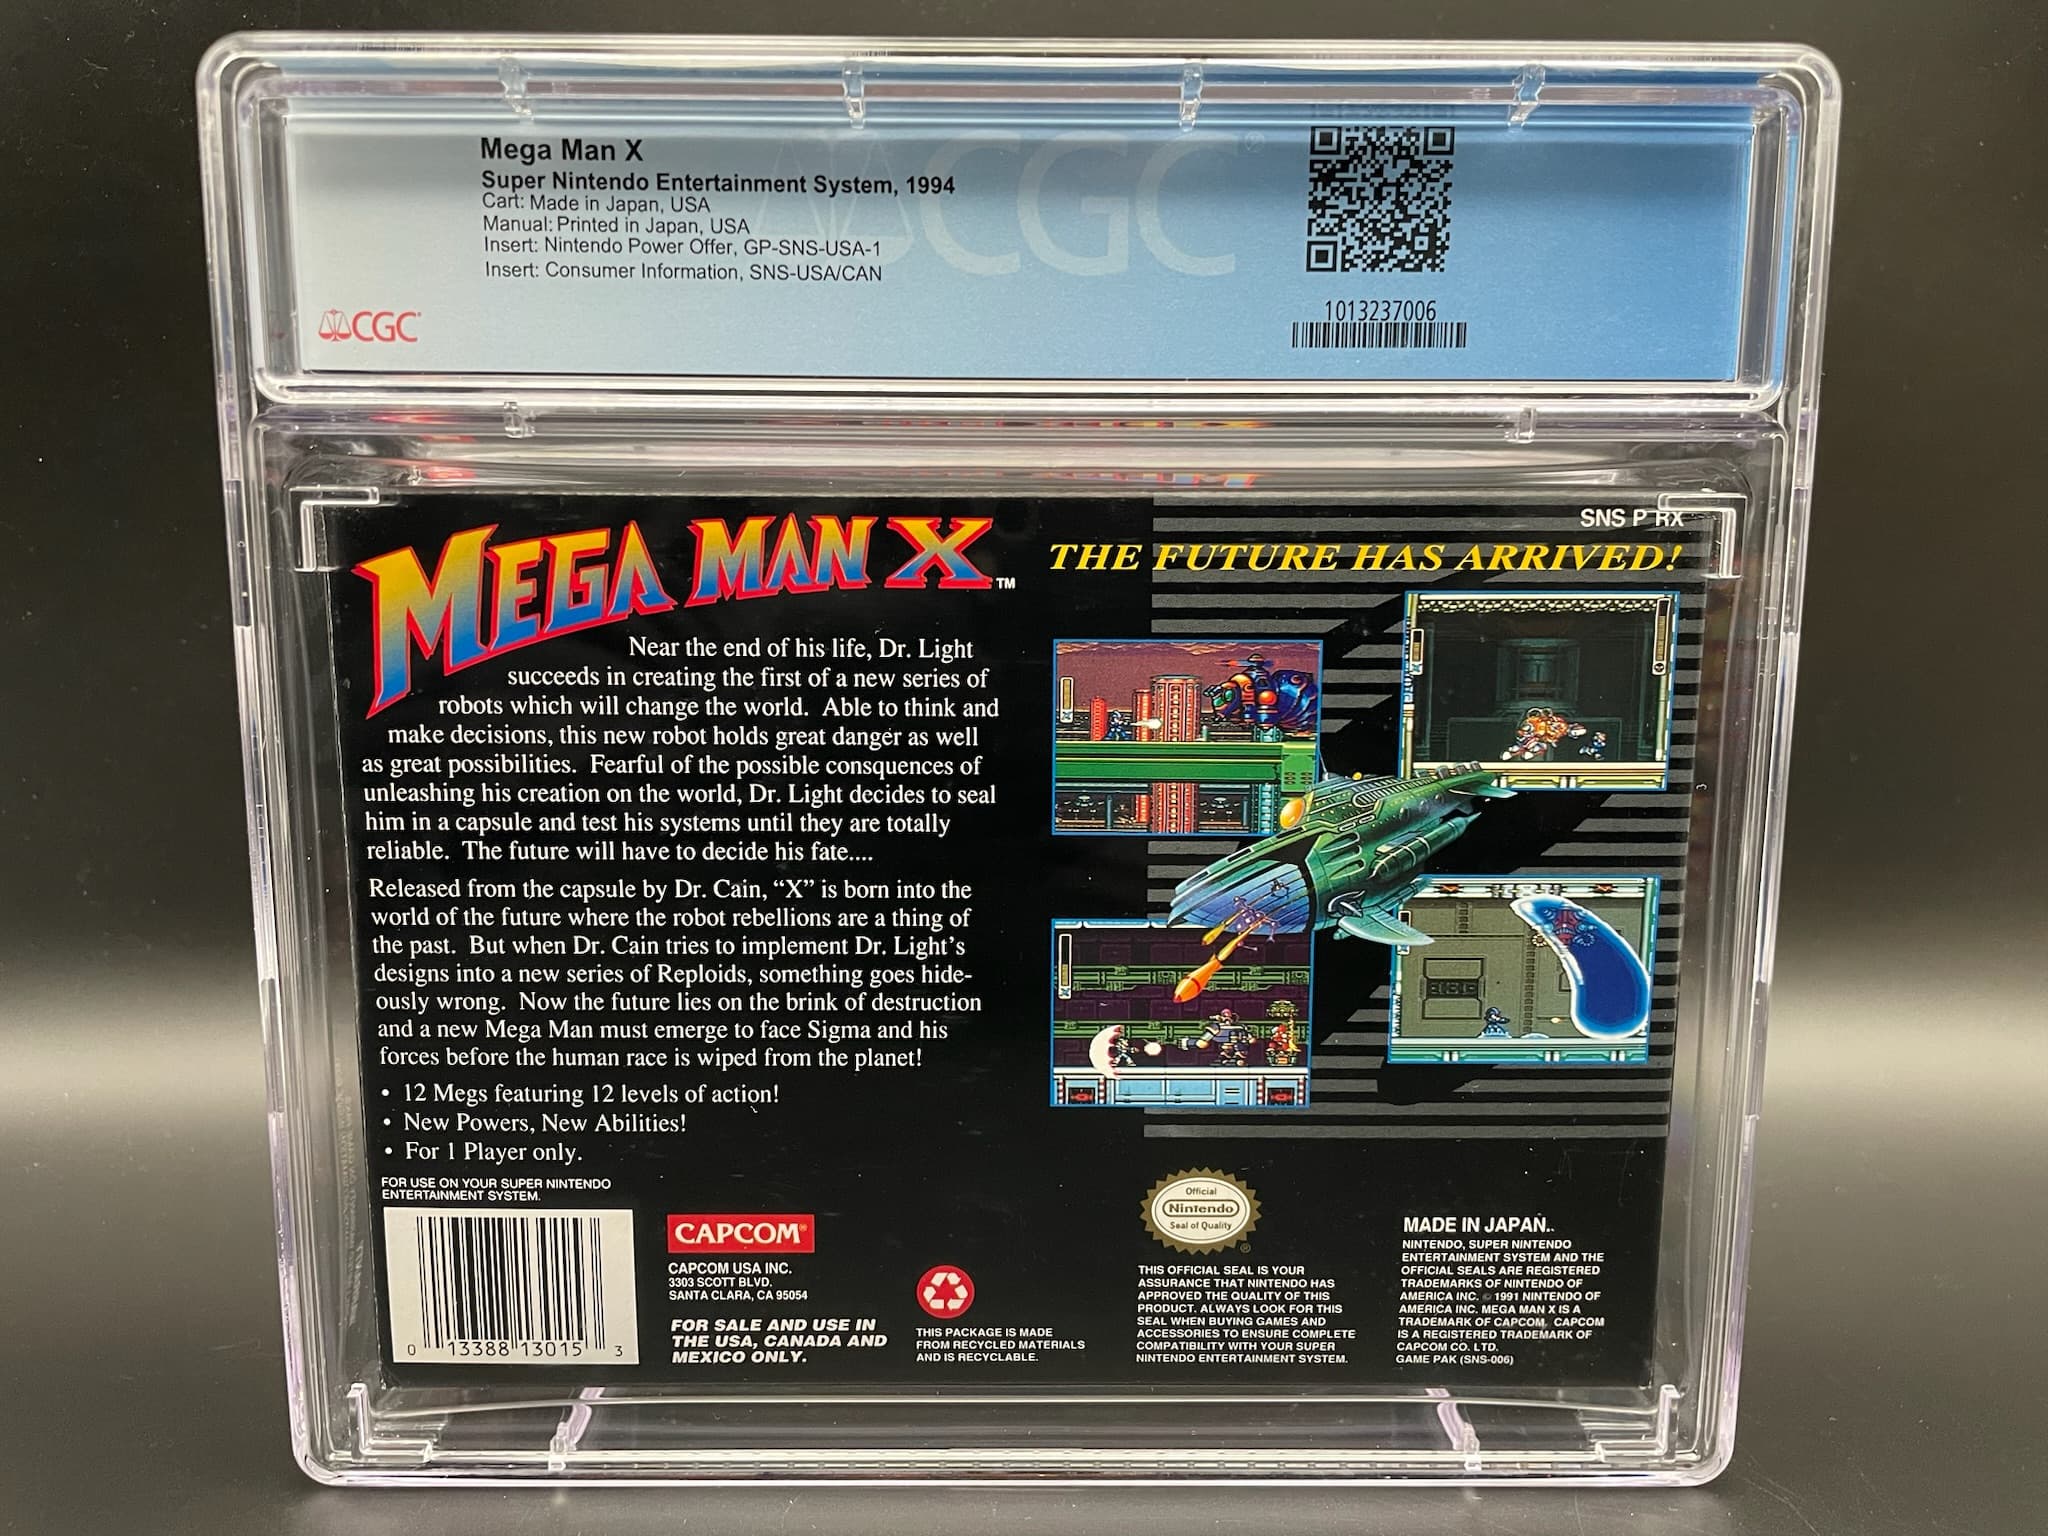 Mega Man X
Super Nintendo Entertainment System, 1994
Cart: Made in Japan, USA
Manual: Printed in Japan, USA
Insert: Nintendo Power Offer, GP-SNS-USA-1
Insert: Consumer Information, SNS-USA/CAN
CGC
CGC
1013237006
SNS P RX
MEGA MAN X™
THE FUTURE HAS ARRIVED!
Near the end of his life, Dr. Light
succeeds in creating the first of a new series of
robots which will change the world. Able to think and
make decisions, this new robot holds great danger as well
as great possibilities. Fearful of the possible consquences of
unleashing his creation on the world, Dr. Light decides to seal
him in a capsule and test his systems until they are totally
reliable. The future will have to decide his fate....
Released from the capsule by Dr. Cain, “X” is born into the
world of the future where the robot rebellions are a thing of
the past. But when Dr. Cain tries to implement Dr. Light’s
designs into a new series of Reploids, something goes hide-
ously wrong. Now the future lies on the brink of destruction
and a new Mega Man must emerge to face Sigma and his
forces before the human race is wiped from the planet!
• 12 Megs featuring 12 levels of action!
• New Powers, New Abilities!
• For 1 Player only.
FOR USE ON YOUR SUPER NINTENDO
ENTERTAINMENT SYSTEM.
0 13388 13015 3
CAPCOM®
CAPCOM USA INC.
3303 SCOTT BLVD.
SANTA CLARA, CA 95054
FOR SALE AND USE IN
THE USA, CANADA AND
MEXICO ONLY.
THIS PACKAGE IS MADE
FROM RECYCLED MATERIALS
AND IS RECYCLABLE.
Official
Nintendo
Seal of Quality
®
THIS OFFICIAL SEAL IS YOUR
ASSURANCE THAT NINTENDO HAS
APPROVED THE QUALITY OF THIS
PRODUCT. ALWAYS LOOK FOR THIS
SEAL WHEN BUYING GAMES AND
ACCESSORIES TO ENSURE COMPLETE
COMPATIBILITY WITH YOUR SUPER
NINTENDO ENTERTAINMENT SYSTEM.
MADE IN JAPAN..
NINTENDO, SUPER NINTENDO
ENTERTAINMENT SYSTEM AND THE
OFFICIAL SEALS ARE REGISTERED
TRADEMARKS OF NINTENDO OF
AMERICA INC. © 1991 NINTENDO OF
AMERICA INC. MEGA MAN X IS A
TRADEMARK OF CAPCOM. CAPCOM
IS A REGISTERED TRADEMARK OF
CAPCOM CO. LTD.
GAME PAK (SNS-006)
3